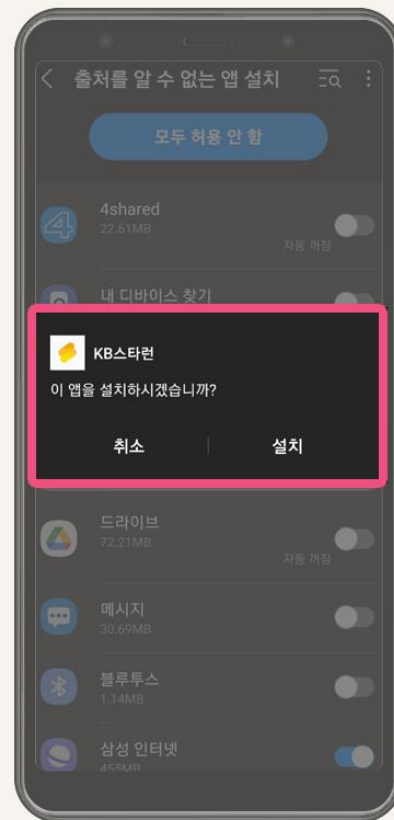 출처를 알 수 없는 앱 설치
모두 허용 안 함
4shared
22.61MB
자동 꺼짐
내 디바이스 찾기
KB스타런
이 앱을 설치하시겠습니까?
취소
설치
드라이브
72.21MB
자동 꺼짐
메시지
30.69MB
블루투스
1.14MB
삼성 인터넷
455MB